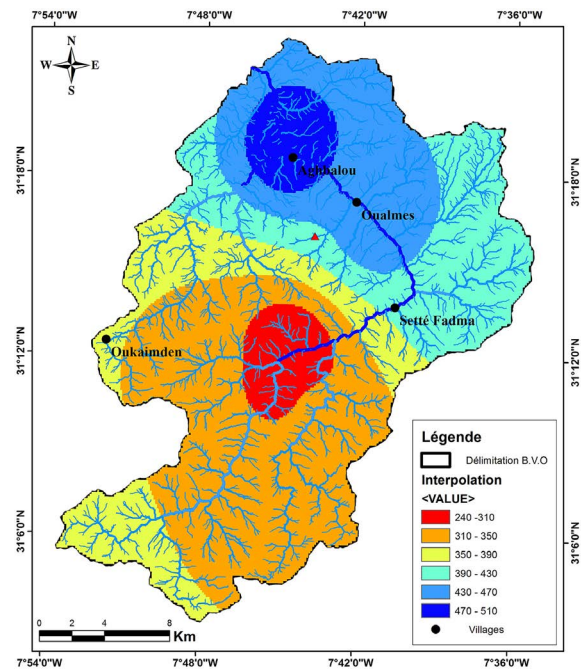 7°54'0"W 7°48'0"W 7°42'0"W 7°36'0"W
N
W E
S
31°18'0"N 31°18'0"N
Aghbalou
Oualmes
Setté Fadma
Oukaimden
31°12'0"N 31°12'0"N
Légende
Délimitation B.V.O
Interpolation
<VALUE>
240 -310
310 - 350
350 - 390
390 - 430
430 - 470
470 - 510
Villages
31°6'0"N 31°6'0"N
0 2 4 8
Km
7°54'0"W 7°48'0"W 7°42'0"W 7°36'0"W